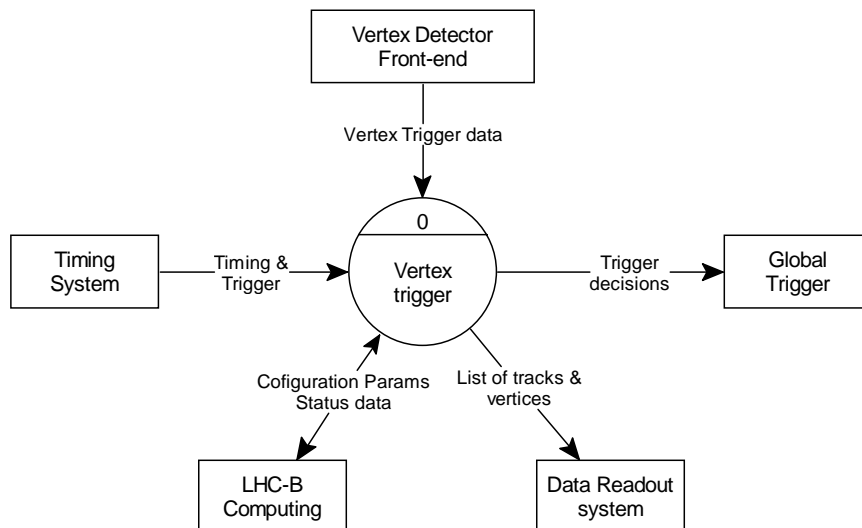 Vertex Detector
Front-end
Vertex Trigger data
0
Timing
System
Timing &
Trigger
Vertex
trigger
Trigger
decisions
Global
Trigger
Cofiguration Params
Status data
List of tracks &
vertices
LHC-B
Computing
Data Readout
system